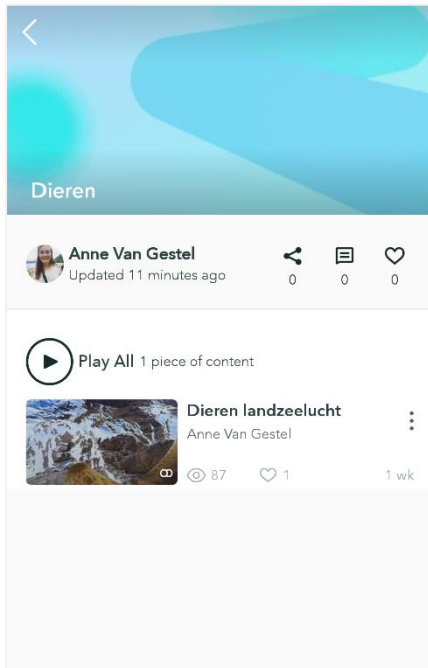 Dieren
Anne Van Gestel
Updated 11 minutes ago
0 0 0
Play All 1 piece of content
Dieren landzeelucht
Anne Van Gestel
87 1 1 wk